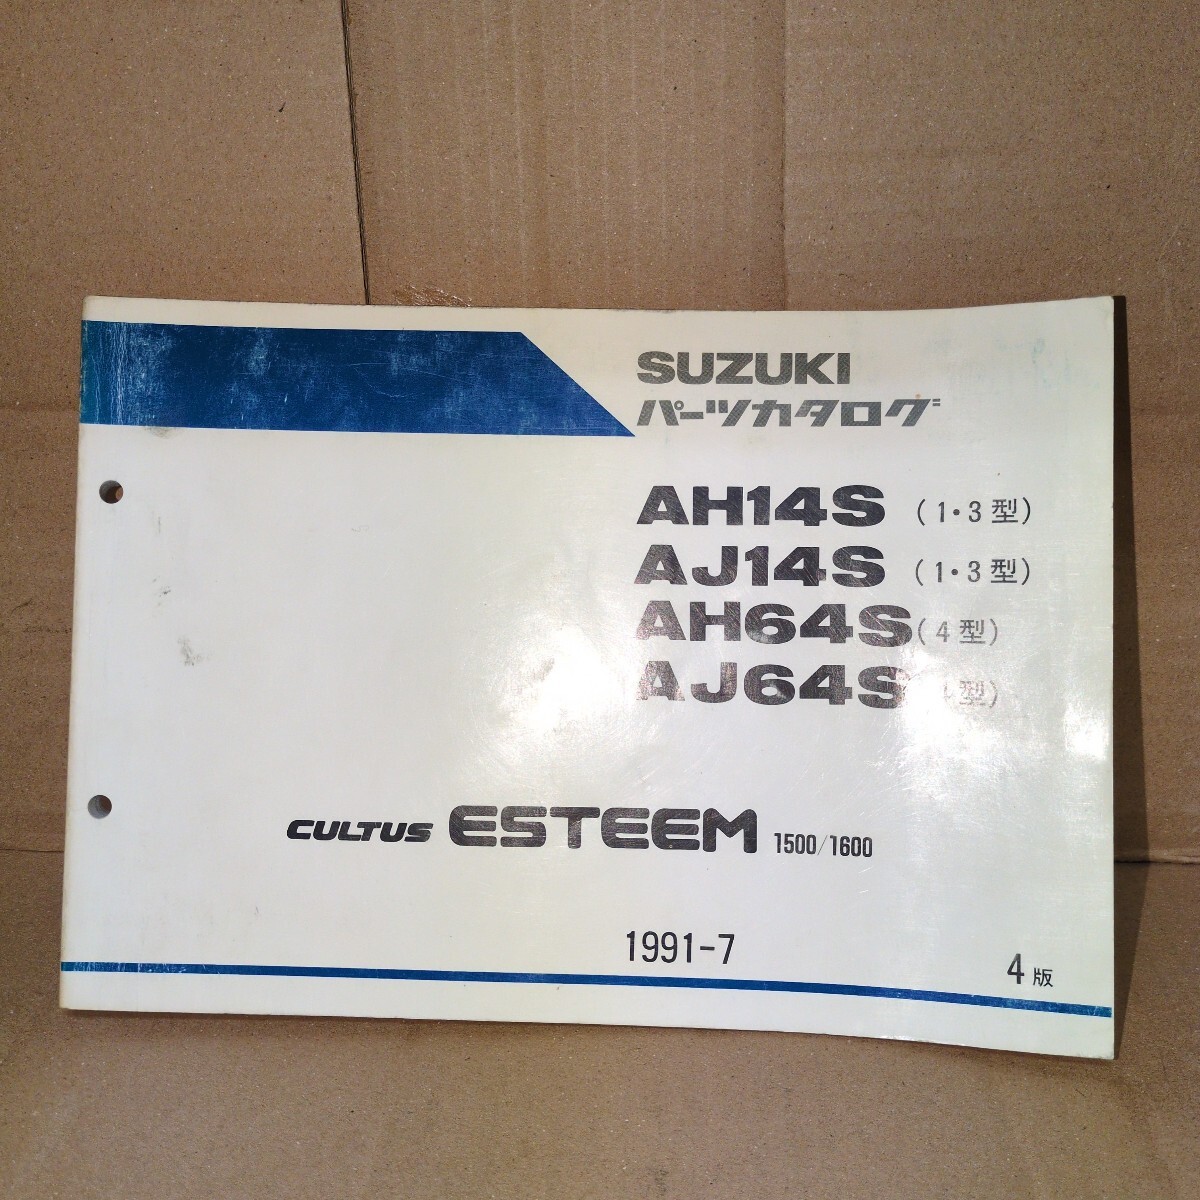 SUZUKI
パーツカタログ
AH14S (1・3型)
AJ14S (1・3型)
AH64S (4型)
AJ64S 型)
CULTUS ESTEEM 1500/1600
1991-7
4版